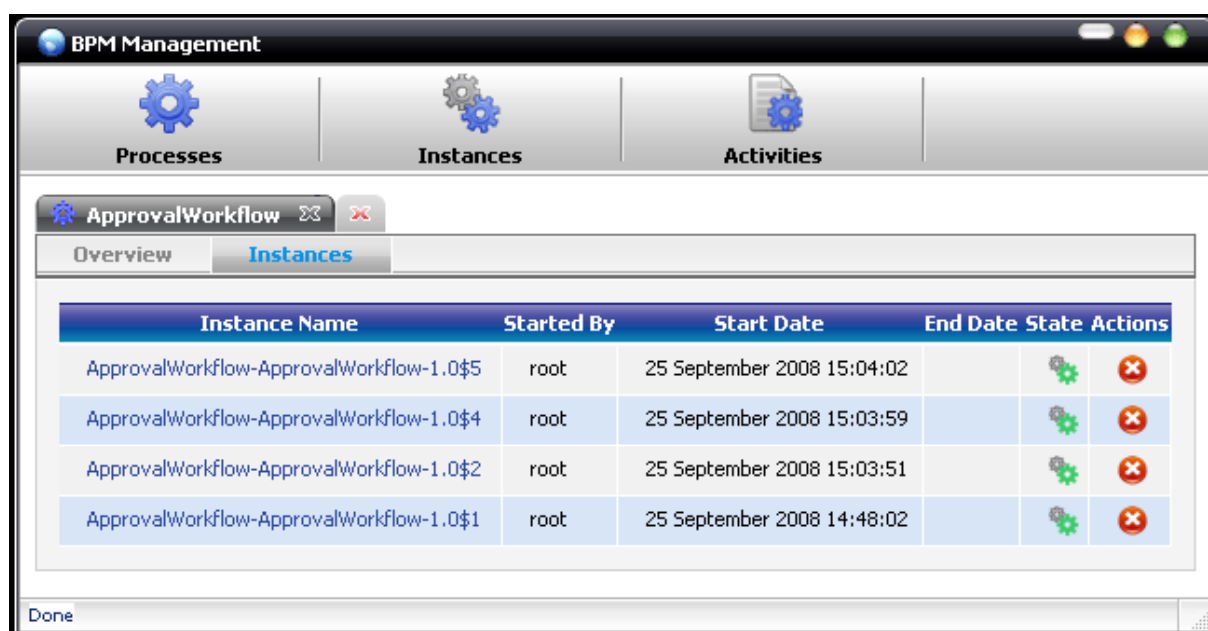 BPM Management
Processes Instances Activities
ApprovalWorkflow
Overview Instances
Instance Name Started By Start Date End Date State Actions
ApprovalWorkflow-ApprovalWorkflow-1.0$5 root 25 September 2008 15:04:02
ApprovalWorkflow-ApprovalWorkflow-1.0$4 root 25 September 2008 15:03:59
ApprovalWorkflow-ApprovalWorkflow-1.0$2 root 25 September 2008 15:03:51
ApprovalWorkflow-ApprovalWorkflow-1.0$1 root 25 September 2008 14:48:02
Done